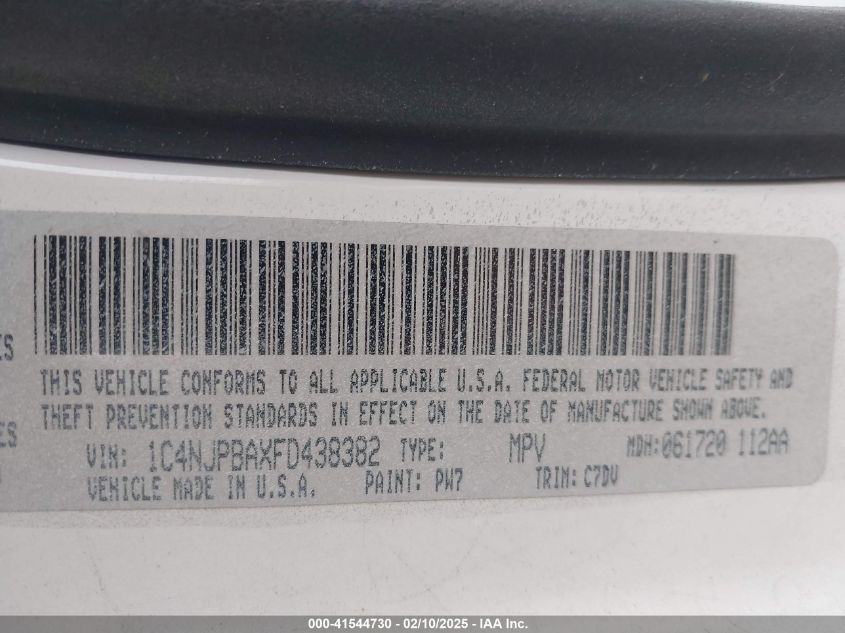 ES
THIS VEHICLE CONFORMS TO ALL APPLICABLE U.S.A. FEDERAL MOTOR VEHICLE SAFETY AND
THEFT PREVENTION STANDARDS IN EFFECT ON THE DATE OF MANUFACTURE SHOWN ABOVE.
ES
VIN: 1C4NJPBAXFD438382 TYPE: MPV MDH: 061720 112AA
VEHICLE MADE IN U.S.A. PAINT: PW7 TRIM: C7DV
000-41544730 - 02/10/2025 - IAA Inc.